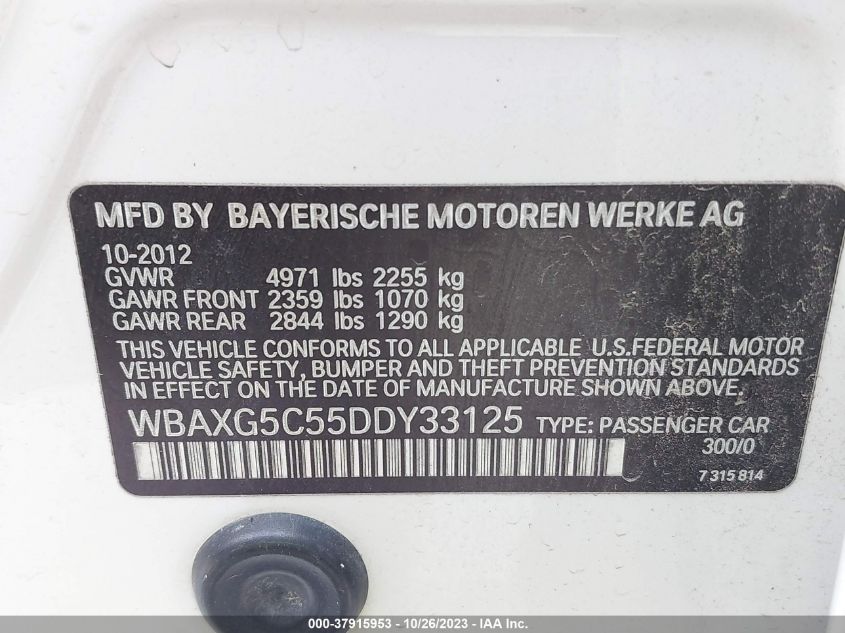 MFD BY BAYERISCHE MOTOREN WERKE AG
10-2012
GVWR 4971 lbs 2255 kg
GAWR FRONT 2359 lbs 1070 kg
GAWR REAR 2844 lbs 1290 kg
THIS VEHICLE CONFORMS TO ALL APPLICABLE U.S.FEDERAL MOTOR
VEHICLE SAFETY, BUMPER AND THEFT PREVENTION STANDARDS
IN EFFECT ON THE DATE OF MANUFACTURE SHOWN ABOVE.
WBAXG5C55DDY33125 TYPE: PASSENGER CAR
300/0
7 315 814
000-37915953 - 10/26/2023 - IAA Inc.